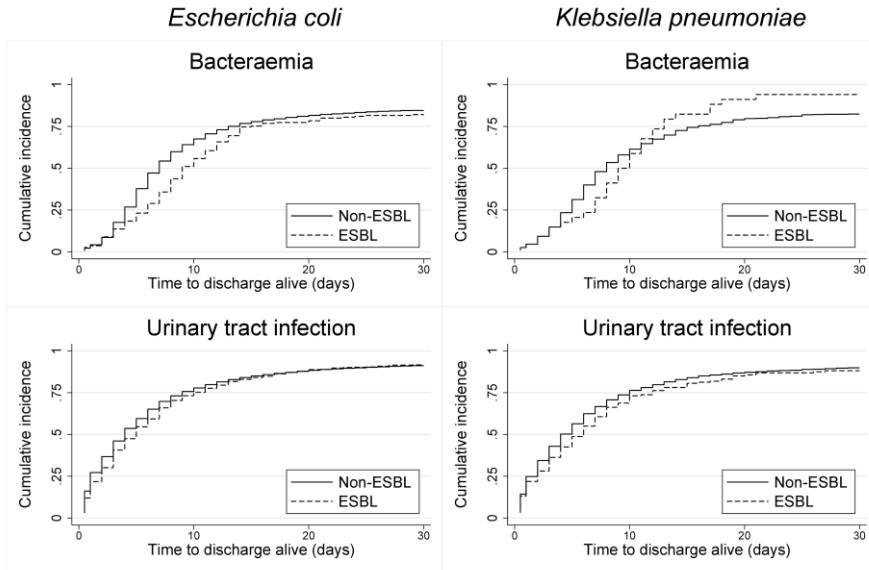 Escherichia coli
Klebsiella pneumoniae
Bacteraemia
Cumulative incidence
0 .25 .5 .75 1
Non-ESBL
ESBL
0 10 20 30
Time to discharge alive (days)
Bacteraemia
Cumulative incidence
0 .25 .5 .75 1
Non-ESBL
ESBL
0 10 20 30
Time to discharge alive (days)
Urinary tract infection
Cumulative incidence
0 .25 .5 .75 1
Non-ESBL
ESBL
0 10 20 30
Time to discharge alive (days)
Urinary tract infection
Cumulative incidence
0 .25 .5 .75 1
Non-ESBL
ESBL
0 10 20 30
Time to discharge alive (days)